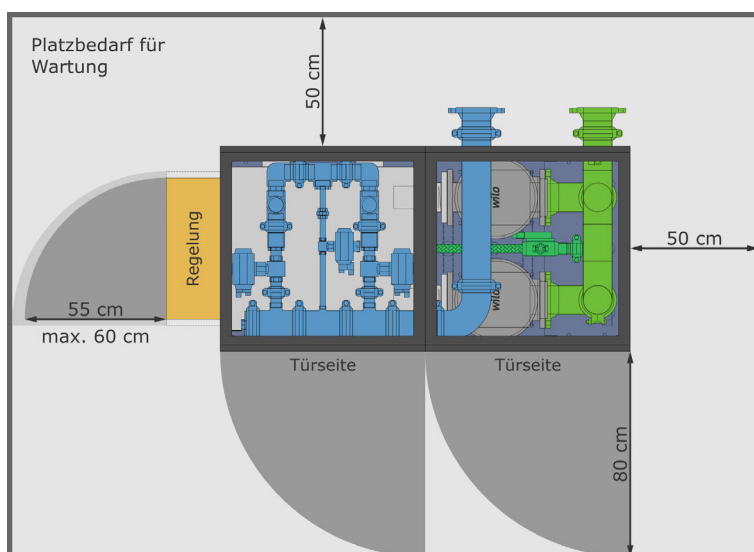 Platzbedarf für
Wartung
50 cm
wilo
Regelung
50 cm
wilo
55 cm
max. 60 cm
Türseite
Türseite
80 cm